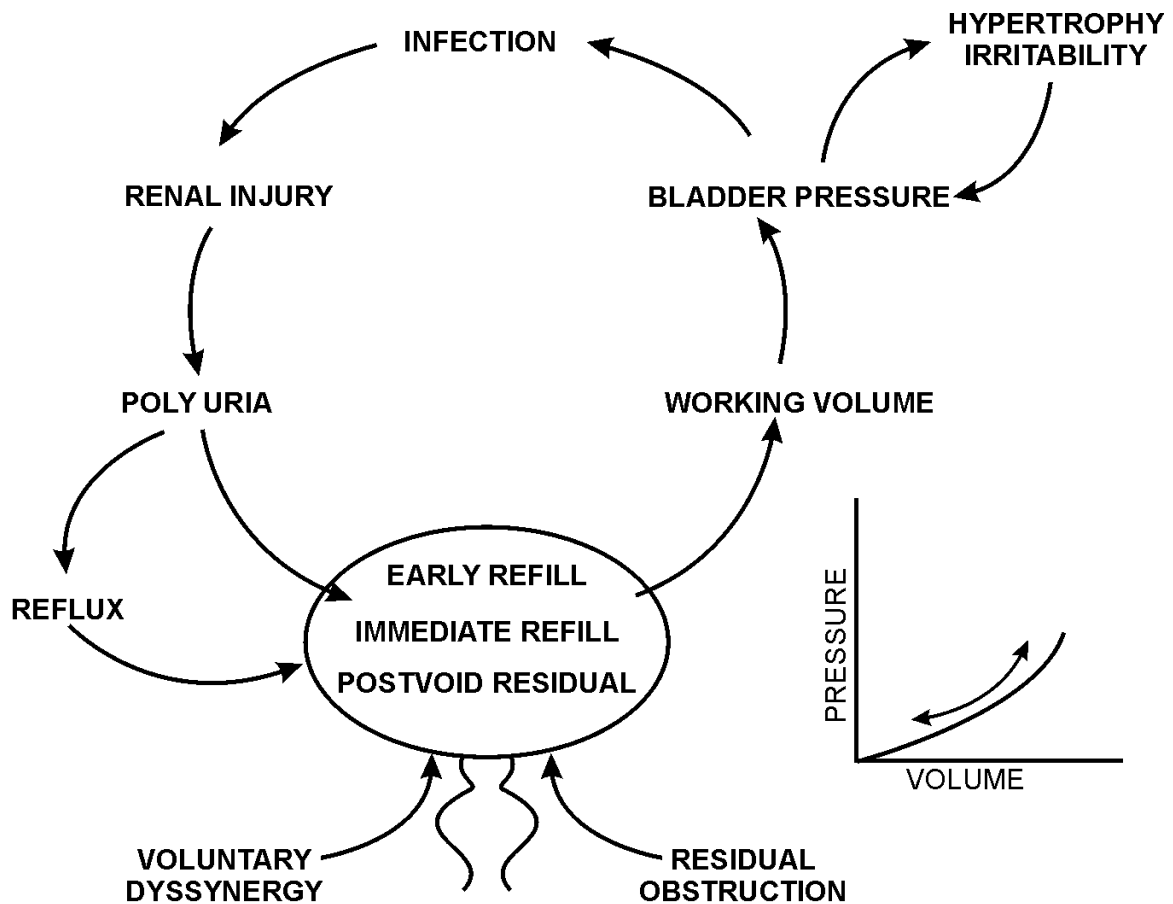 HYPERTROPHY
IRRITABILITY
INFECTION
RENAL INJURY
BLADDER PRESSURE
POLY URIA
WORKING VOLUME
EARLY REFILL
REFLUX
IMMEDIATE REFILL
POSTVOID RESIDUAL
PRESSURE
VOLUME
VOLUNTARY
DYSSYNERGY
RESIDUAL
OBSTRUCTION